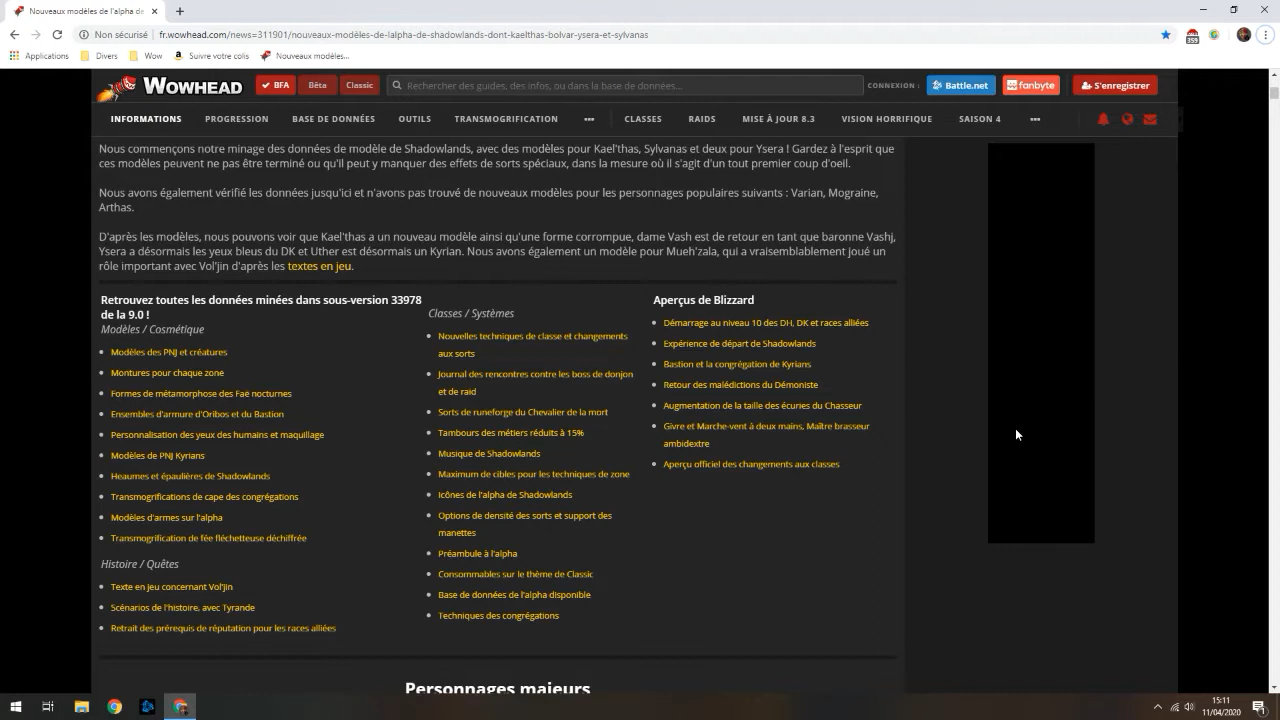 Nouveaux modèles de l'alpha de
Non sécurisé
fr.wowhead.com/news=311901/nouveaux-modèles-de-lalpha-de-shadowlands-dont-kaelthas-bolvar-ysera-et-sylvanas
355
Applications
Divers
Wow
Suivre votre colis
Nouveaux modèles...
WOWHEAD
BFA
Bêta
Classic
Rechercher des guides, des infos, ou dans la base de données...
CONNEXION :
Battle.net
fanbyte
S'enregistrer
INFORMATIONS
PROGRESSION
BASE DE DONNÉES
OUTILS
TRANSMOGRIFICATION
CLASSES
RAIDS
MISE À JOUR 8.3
VISION HORRIFIQUE
SAISON 4
Nous commençons notre minage des données de modèle de Shadowlands, avec des modèles pour Kael'thas, Sylvanas et deux pour Ysera ! Gardez à l'esprit que
ces modèles peuvent ne pas être terminé ou qu'il peut y manquer des effets de sorts spéciaux, dans la mesure où il s'agit d'un tout premier coup d'oeil.
Nous avons également vérifié les données jusqu'ici et n'avons pas trouvé de nouveaux modèles pour les personnages populaires suivants : Varian, Mograine,
Arthas.
D'après les modèles, nous pouvons voir que Kael'thas a un nouveau modèle ainsi qu'une forme corrompue, dame Vash est de retour en tant que baronne Vashj,
Ysera a désormais les yeux bleus du DK et Uther est désormais un Kyrian. Nous avons également un modèle pour Mueh'zala, qui a vraisemblablement joué un
rôle important avec Vol'jin d'après les textes en jeu.
Retrouvez toutes les données minées dans sous-version 33978
de la 9.0 !
Modèles / Cosmétique
Modèles des PNJ et créatures
Montures pour chaque zone
Formes de métamorphose des Faë nocturnes
Ensembles d'armure d'Oribos et du Bastion
Personnalisation des yeux des humains et maquillage
Modèles de PNJ Kyrians
Heaumes et épaulières de Shadowlands
Transmogrifications de cape des congrégations
Modèles d'armes sur l'alpha
Transmogrification de fée fléchetteuse déchiffrée
Histoire / Quêtes
Texte en jeu concernant Vol'Jin
Scénarios de l'histoire, avec Tyrande
Retrait des prérequis de réputation pour les races alliées
Classes / Systèmes
Nouvelles techniques de classe et changements
aux sorts
Journal des rencontres contre les boss de donjon
et de raid
Sorts de runeforge du Chevalier de la mort
Tambours des métiers réduits à 15%
Musique de Shadowlands
Maximum de cibles pour les techniques de zone
Icônes de l'alpha de Shadowlands
Options de densité des sorts et support des
manettes
Préambule à l'alpha
Consommables sur le thème de Classic
Base de données de l'alpha disponible
Techniques des congrégations
Aperçus de Blizzard
Démarrage au niveau 10 des DH, DK et races alliées
Expérience de départ de Shadowlands
Bastion et la congrégation de Kyrians
Retour des malédictions du Démoniste
Augmentation de la taille des écuries du Chasseur
Givre et Marche-vent à deux mains, Maître brasseur
ambidextre
Aperçu officiel des changements aux classes
Personnages majeurs
15:11
11/04/2020